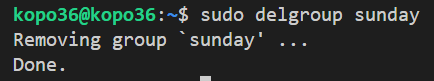 kopo36@kopo36:~$ sudo delgroup sunday
Removing group `sunday' ...
Done.